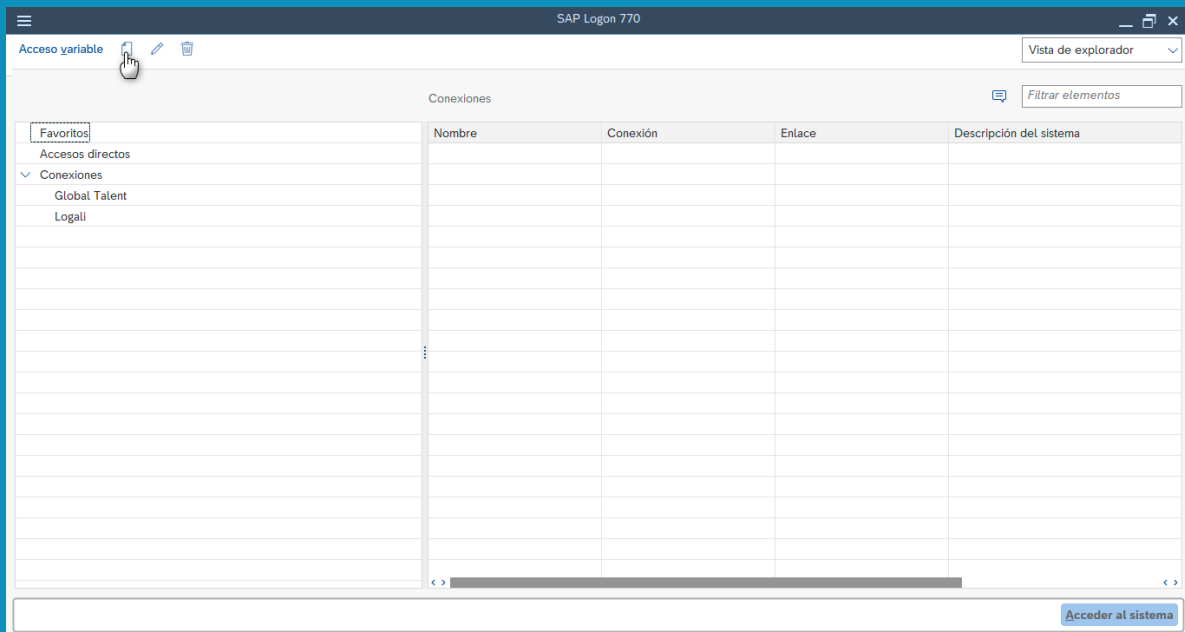 SAP Logon 770
Acceso variable
Vista de explorador
Conexiones
Filtrar elementos
Favoritos
Nombre Conexión Enlace Descripción del sistema
Accesos directos
Conexiones
Global Talent
Logali
Acceder al sistema